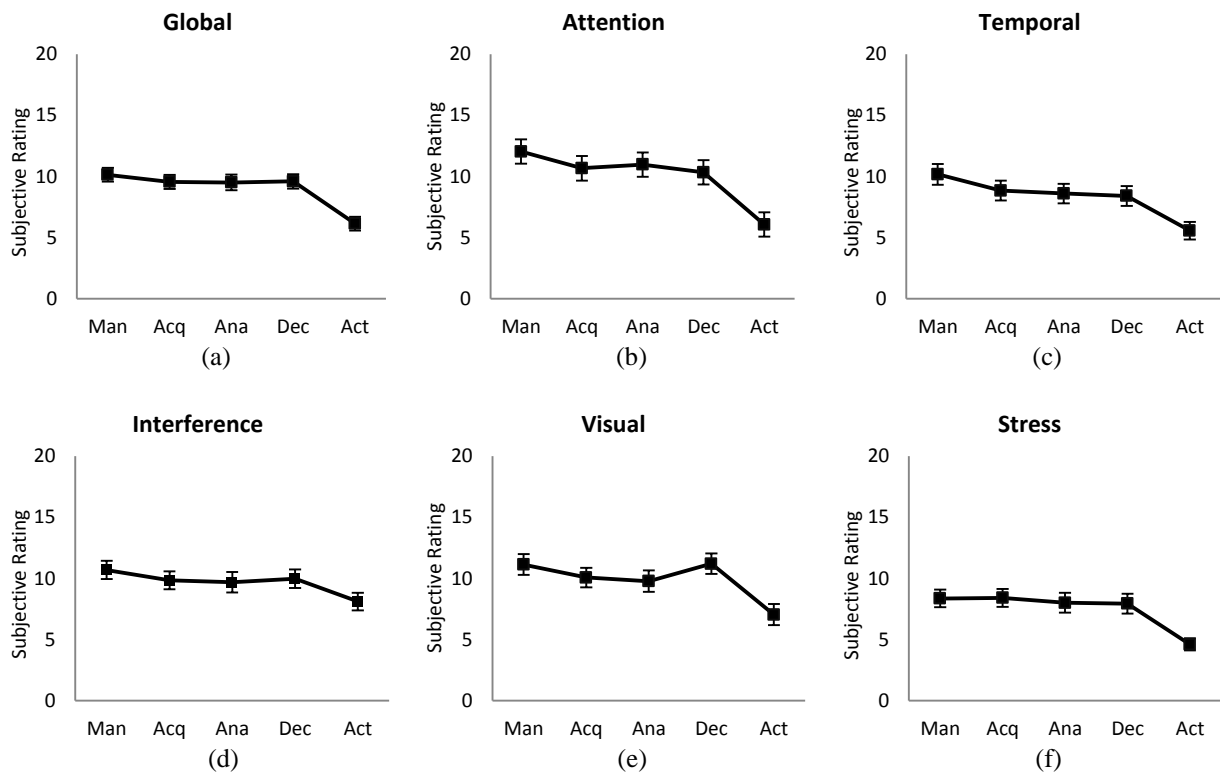 Global
Subjective Rating
20
15
10
5
0
Man Acq Ana Dec Act
(a)
Attention
Subjective Rating
20
15
10
5
0
Man Acq Ana Dec Act
(b)
Temporal
Subjective Rating
20
15
10
5
0
Man Acq Ana Dec Act
(c)
Interference
Subjective Rating
20
15
10
5
0
Man Acq Ana Dec Act
(d)
Visual
Subjective Rating
20
15
10
5
0
Man Acq Ana Dec Act
(e)
Stress
Subjective Rating
20
15
10
5
0
Man Acq Ana Dec Act
(f)